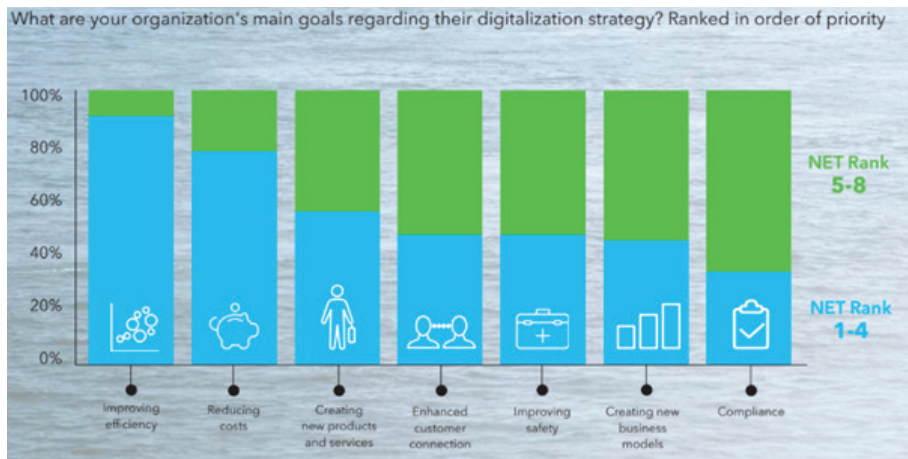 What are your organization's main goals regarding their digitalization strategy? Ranked in order of priority
100%
80%
60%
40%
20%
0%
NET Rank
5-8
NET Rank
1-4
Improving
efficiency
Reducing
costs
Creating
new products
and services
Enhanced
customer
connection
Improving
safety
Creating new
business
models
Compliance